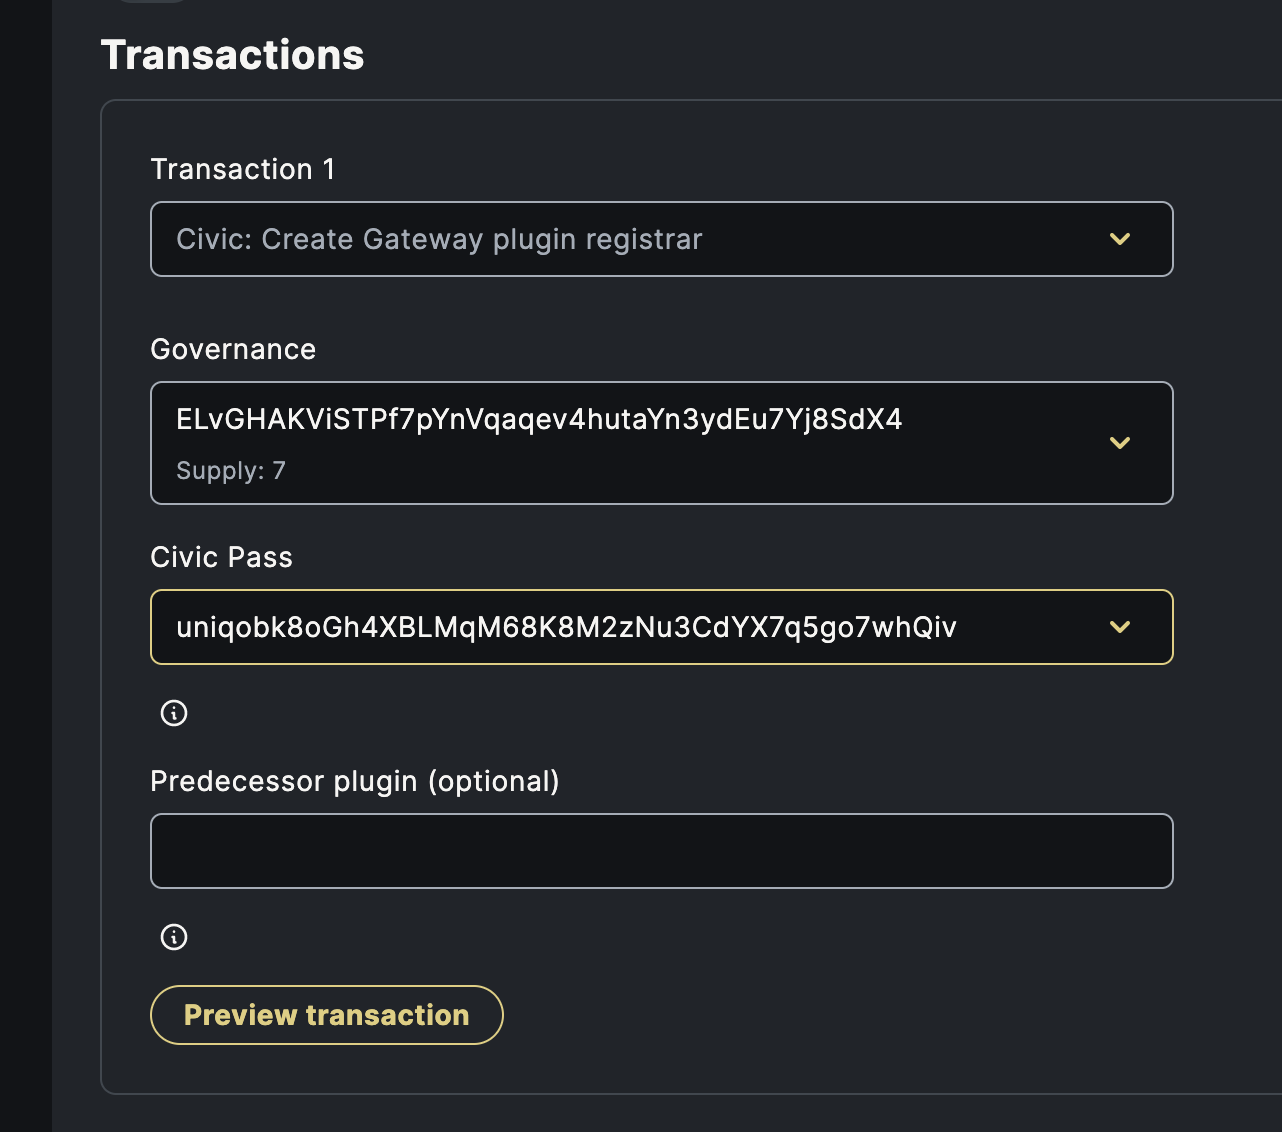 Transactions
Transaction 1
Civic: Create Gateway plugin registrar
Governance
ELvGHAKViSTPf7pYnVqaqev4hutaYn3ydEu7Yj8SdX4
Supply: 7
Civic Pass
uniqobk8oGh4XBLMqM68K8M2zNu3CdYX7q5go7whQiv
Predecessor plugin (optional)
Preview transaction